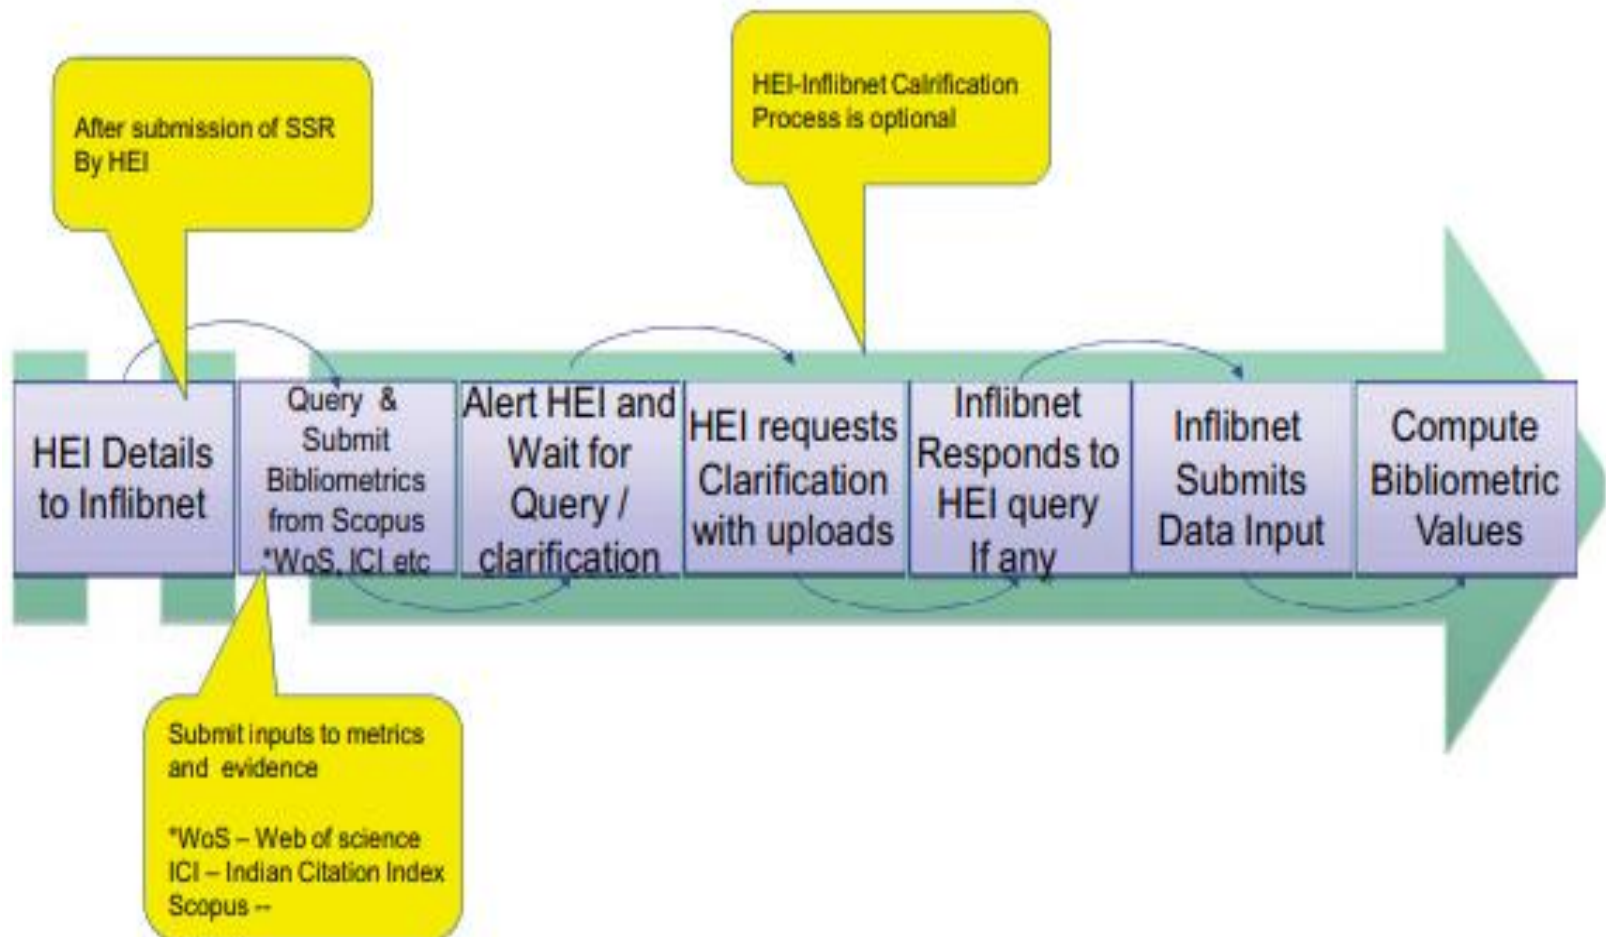 After submission of SSR
By HEI
HEI-Inflibnet Calrification
Process is optional
HEI Details
to Inflibnet
Query &
Submit
Bibliometrics
from Scopus
*WoS, ICI etc
Alert HEI and
Wait for
Query /
clarification
HEI requests
Clarification
with uploads
Inflibnet
Responds to
HEI query
If any
Inflibnet
Submits
Data Input
Compute
Bibliometric
Values
Submit inputs to metrics
and evidence
*WoS – Web of science
ICI – Indian Citation Index
Scopus --